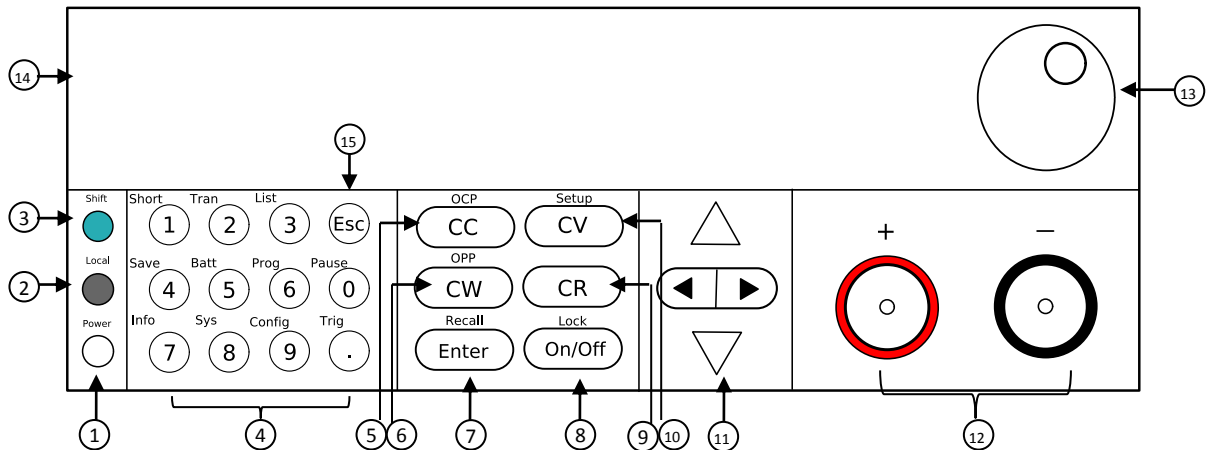 14
13
15
Shift
Short Tran List
OCP
Setup
3
1 2 3 Esc
CC
CV
+ −
Local
Save Batt Prog Pause
OPP
2
4 5 6 0
CW
CR
Power
Info Sys Config Trig
Recall
Lock
7 8 9 .
Enter
On/Off
1 4 5 6 7 8 9 10 11 12